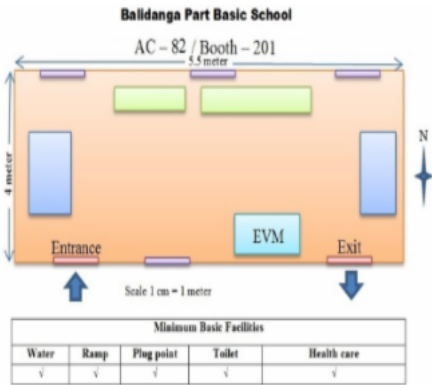 Balidanga Part Basic School
AC – 82 / Booth – 201
5.5 meter
4 meter
N
EVM
Entrance
Exit
Scale 1 cm = 1 meter
Minimum Basic Facilities
Water Ramp Plug point Toilet Health care
√ √ √ √ √